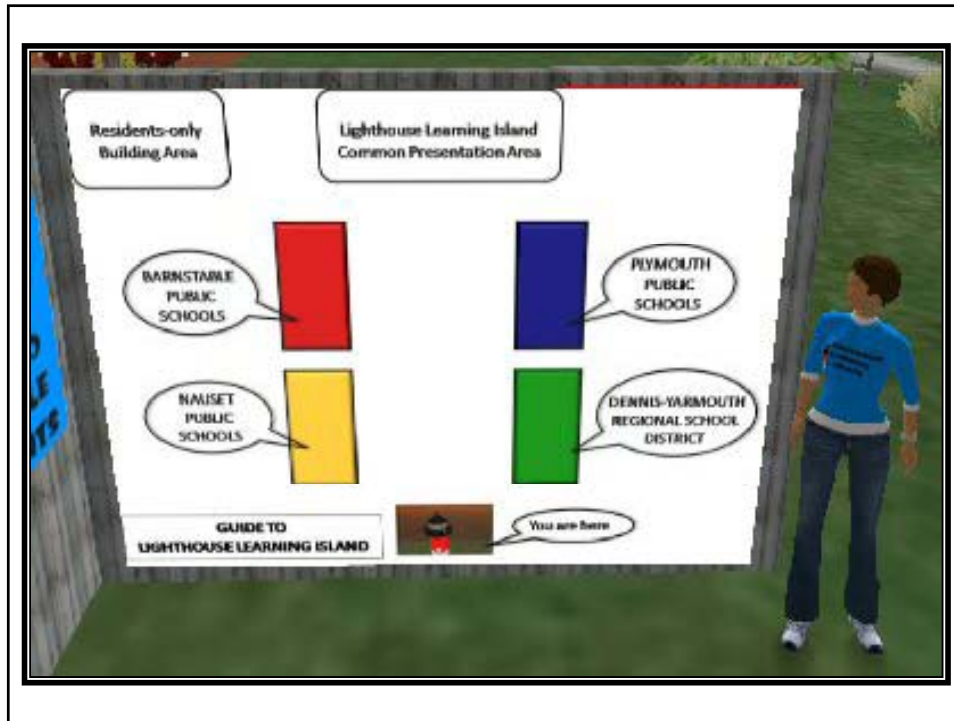 Residents-only
Building Area
Lighthouse Learning Island
Common Presentation Area
BARNSTABLE
PUBLIC
SCHOOLS
PLYMOUTH
PUBLIC
SCHOOLS
NAUSET
PUBLIC
SCHOOLS
DENNIS-YARMOUTH
REGIONAL SCHOOL
DISTRICT
GUIDE TO
LIGHTHOUSE LEARNING ISLAND
You are here